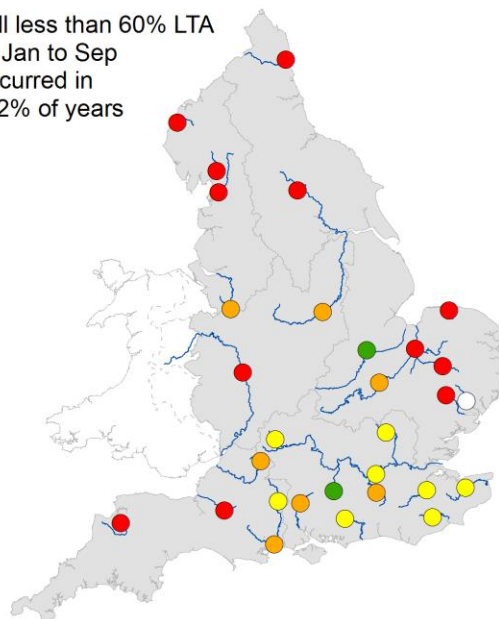 ll less than 60% LTA
Jan to Sep
curred in
2% of years